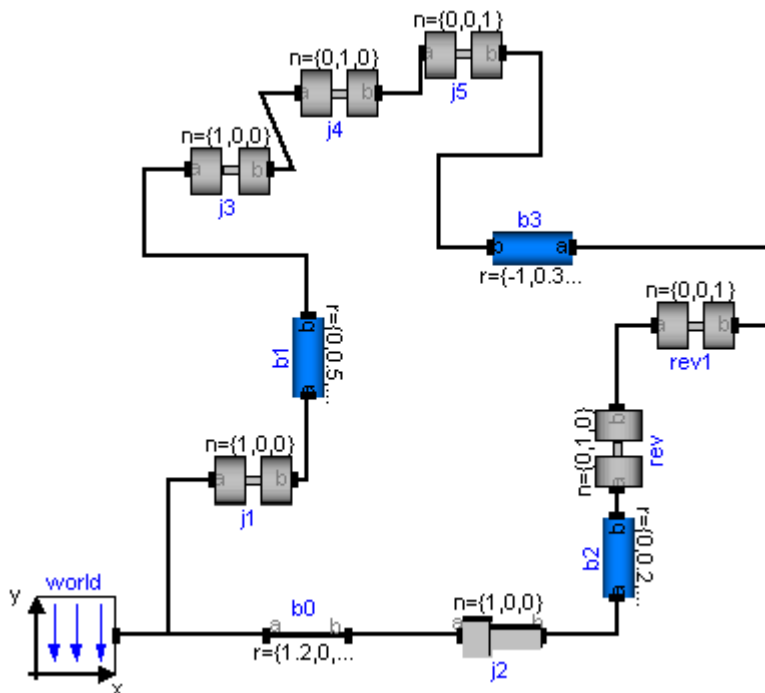 n={0,0,1}
a b
j5
n={0,1,0}
a b
j4
n={1,0,0}
a b
j3
b3
b a
r={-1,0.3...
n={0,0,1}
a b
rev1
b1
b
a
r={0,0.5,...
n={0,1,0}
b
a
rev
n={1,0,0}
a b
j1
b2
b
a
r={0,0.2,...
world
y
x
b0
a b
r={1.2,0,...
n={1,0,0}
a b
j2